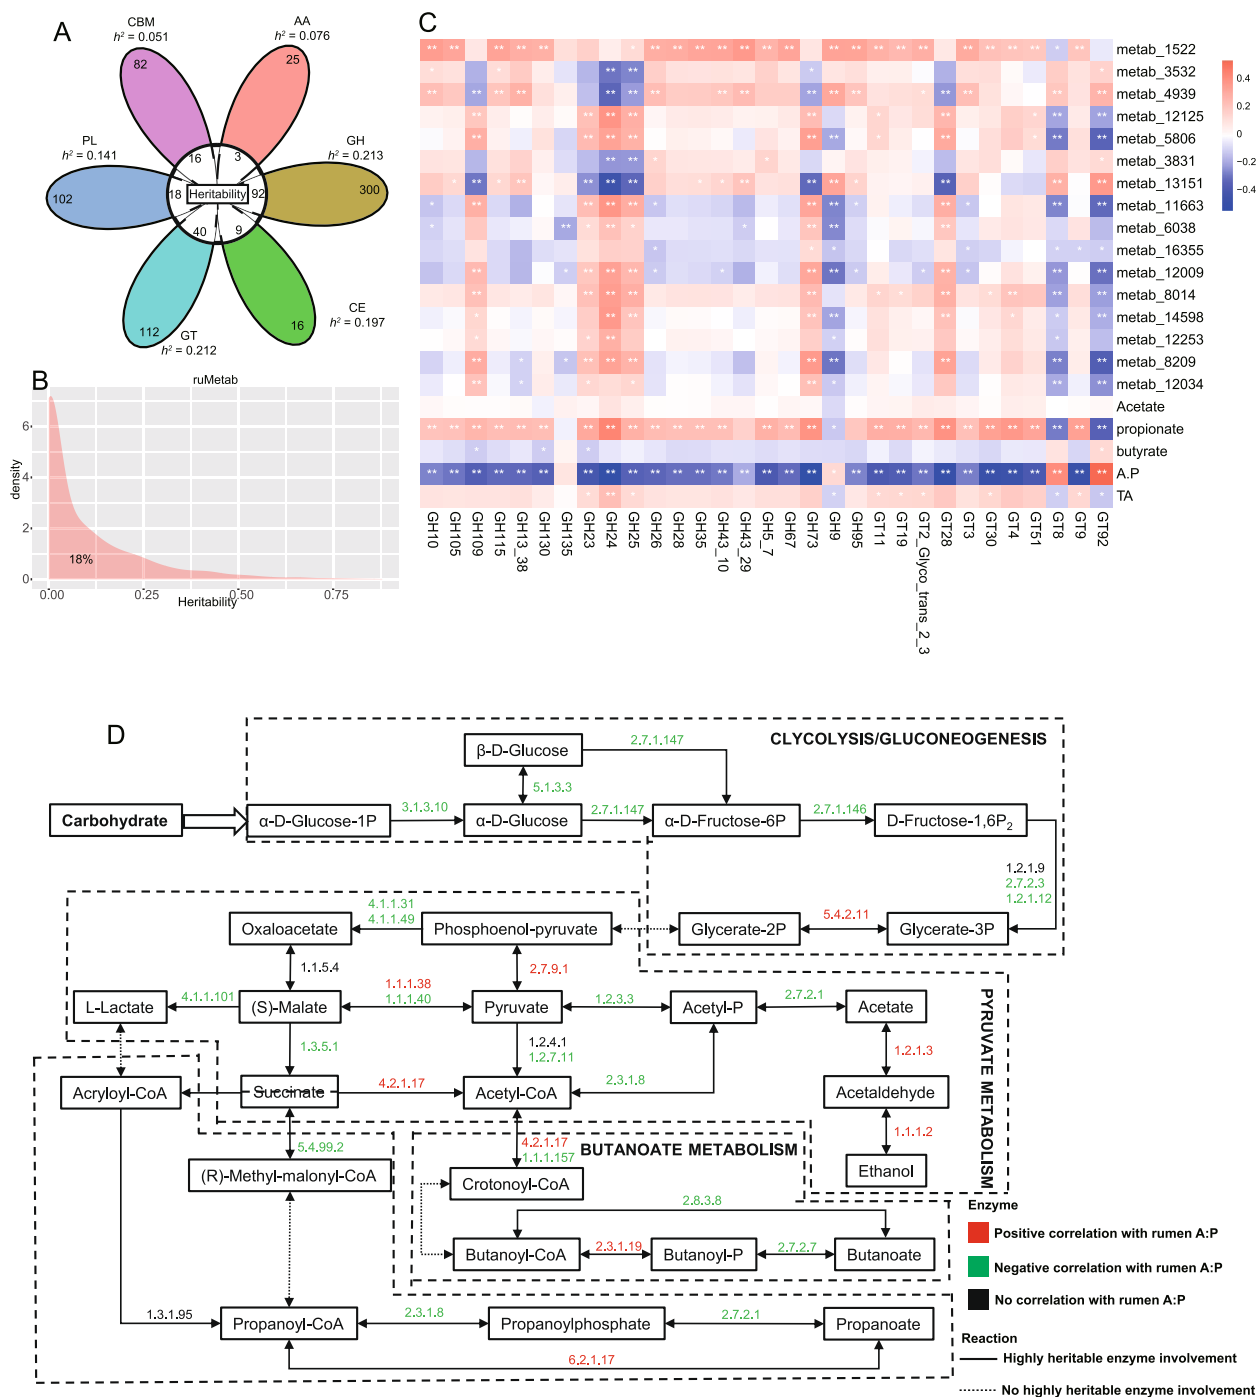 A
CBM
h² = 0.051
82
AA
h² = 0.076
25
PL
h² = 0.141
102
GH
h² = 0.213
300
16
3
18
Heritability
92
40
9
112
GT
h² = 0.212
16
CE
h² = 0.197
B
ruMetab
density
6
4
2
0
18%
0.00
0.25
0.50
0.75
Heritability
C
metab_1522
metab_3532
metab_4939
metab_12125
metab_5806
metab_3831
metab_13151
metab_11663
metab_6038
metab_16355
metab_12009
metab_8014
metab_14598
metab_12253
metab_8209
metab_12034
Acetate
propionate
butyrate
A.P
TA
0.4
0.2
0
−0.2
−0.4
GH10
GH105
GH109
GH115
GH13_38
GH130
GH135
GH23
GH24
GH25
GH26
GH28
GH35
GH43_10
GH43_29
GH5_7
GH67
GH73
GH9
GH95
GT11
GT19
GT2_Glyco_trans_2_3
GT28
GT3
GT30
GT4
GT51
GT8
GT9
GT92
D
CLYCOLYSIS/GLUCONEOGENESIS
β-D-Glucose
2.7.1.147
5.1.3.3
Carbohydrate
α-D-Glucose-1P
3.1.3.10
α-D-Glucose
2.7.1.147
α-D-Fructose-6P
2.7.1.146
D-Fructose-1,6P₂
1.2.1.9
2.7.2.3
1.2.1.12
Oxaloacetate
4.1.1.31
4.1.1.49
Phosphoenol-pyruvate
Glycerate-2P
5.4.2.11
Glycerate-3P
1.1.5.4
2.7.9.1
L-Lactate
4.1.1.101
(S)-Malate
1.1.1.38
1.1.1.40
Pyruvate
1.2.3.3
Acetyl-P
2.7.2.1
Acetate
PYRUVATE METABOLISM
1.3.5.1
1.2.4.1
1.2.7.11
1.2.1.3
Acryloyl-CoA
Succinate
4.2.1.17
Acetyl-CoA
2.3.1.8
Acetaldehyde
5.4.99.2
4.2.1.17
1.1.1.157
BUTANOATE METABOLISM
1.1.1.2
(R)-Methyl-malonyl-CoA
Crotonoyl-CoA
Ethanol
2.8.3.8
Butanoyl-CoA
2.3.1.19
Butanoyl-P
2.7.2.7
Butanoate
1.3.1.95
Propanoyl-CoA
2.3.1.8
Propanoylphosphate
2.7.2.1
Propanoate
6.2.1.17
Enzyme
Positive correlation with rumen A:P
Negative correlation with rumen A:P
No correlation with rumen A:P
Reaction
Highly heritable enzyme involvement
No highly heritable enzyme involvement